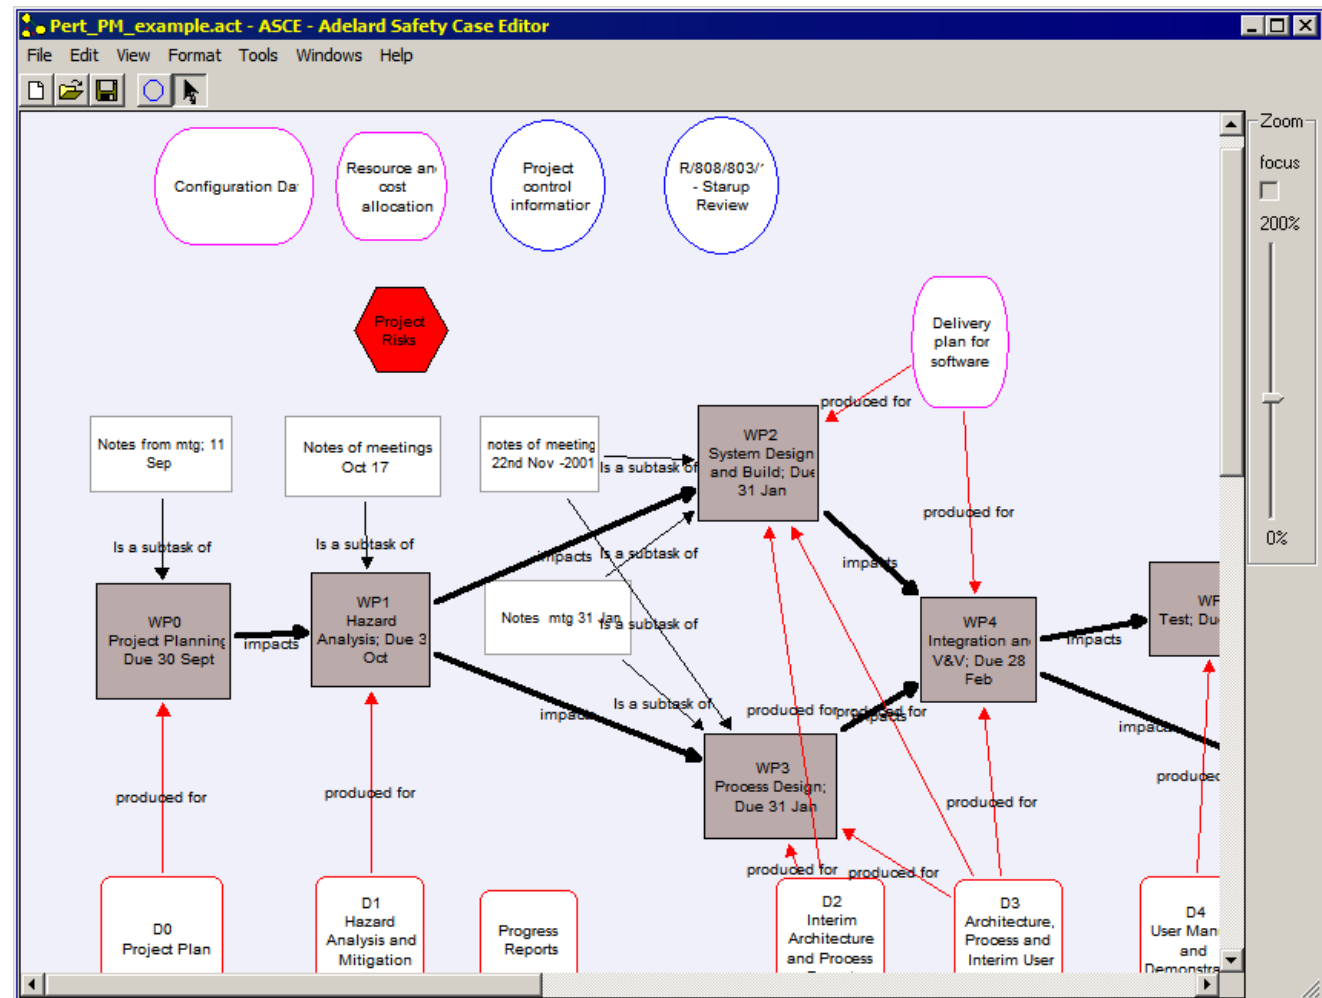 Pert_PM_example.act - ASCE - Adelard Safety Case Editor
File Edit View Format Tools Windows Help
Zoom
focus
200%
0%
Configuration Da
Resource an
cost
allocation
Project
control
information
R/808/803/
- Starup
Review
Project
Risks
Delivery
plan for
software
produced for
produced for
Notes from mtg; 11
Sep
Notes of meetings
Oct 17
notes of meeting
22nd Nov -2001
Is a subtask of
WP2
System Design
and Build; Due
31 Jan
Is a subtask of
Is a subtask of
impacts
Is a subtask of
impacts
WP0
Project Planning
Due 30 Sept
impacts
WP1
Hazard
Analysis; Due 3
Oct
Notes mtg 31 Jan
Is a subtask of
WP4
Integration an
V&V; Due 28
Feb
impacts
Test; Du
Is a subtask of
impacts
produced for
produced for
impacts
impacts
WP3
Process Design;
Due 31 Jan
produced for
produced for
produced for
produced
produced for
produced for
D0
Project Plan
D1
Hazard
Analysis and
Mitigation
Progress
Reports
D2
Interim
Architecture
and Process
D3
Architecture,
Process and
Interim User
D4
User Man
and
Demonstra